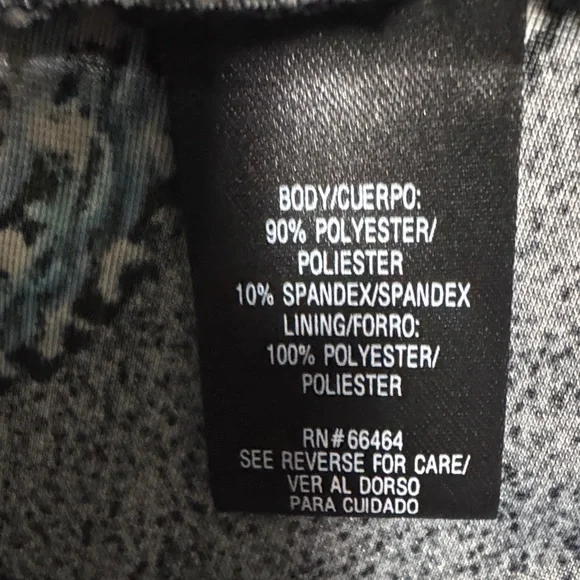 BODY/CUERPO:
90% POLYESTER/
POLIESTER
10% SPANDEX/SPANDEX
LINING/FORRO:
100% POLYESTER/
POLIESTER
RN# 66464
SEE REVERSE FOR CARE/
VER AL DORSO
PARA CUIDADO